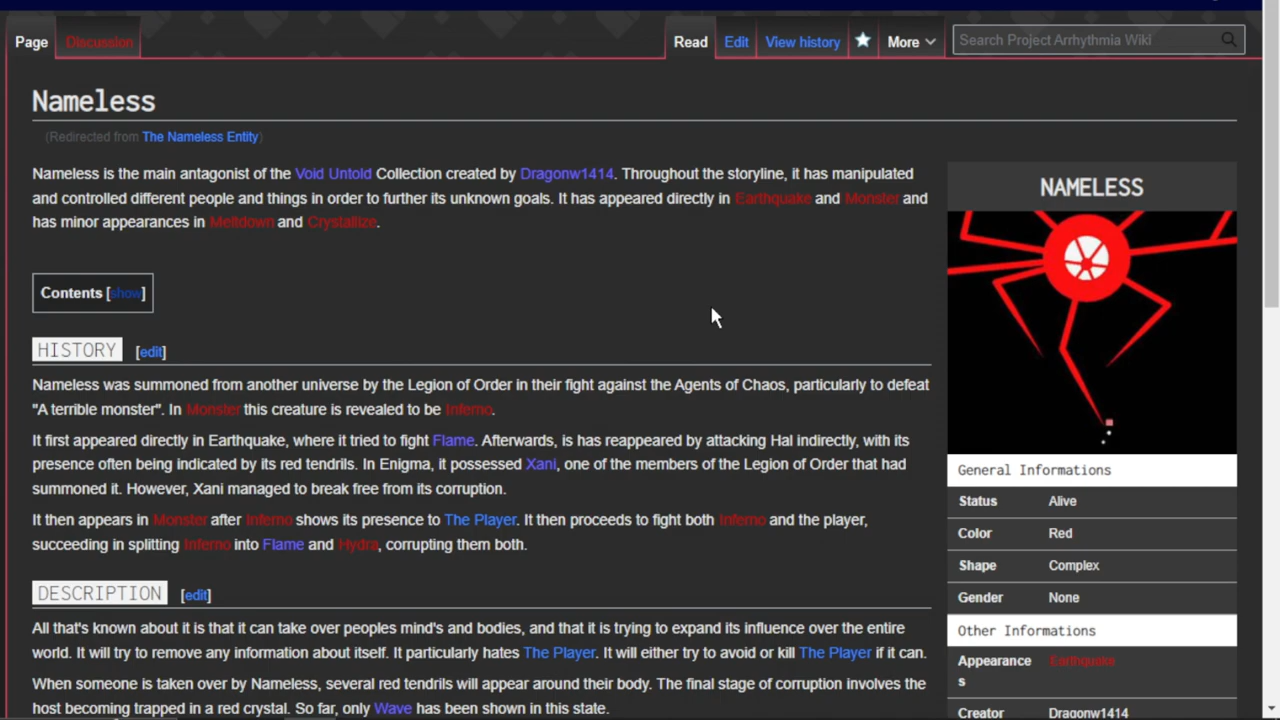 Page Discussion Read Edit View history More Search Project Arrhythmia Wiki
Nameless
(Redirected from The Nameless Entity)
Nameless is the main antagonist of the Void Untold Collection created by Dragonw1414. Throughout the storyline, it has manipulated
and controlled different people and things in order to further its unknown goals. It has appeared directly in Earthquake and Monster and
has minor appearances in Meltdown and Crystallize.
Contents [show]
HISTORY [edit]
Nameless was summoned from another universe by the Legion of Order in their fight against the Agents of Chaos, particularly to defeat
"A terrible monster". In Monster this creature is revealed to be Inferno.
It first appeared directly in Earthquake, where it tried to fight Flame. Afterwards, is has reappeared by attacking Hal indirectly, with its
presence often being indicated by its red tendrils. In Enigma, it possessed Xani, one of the members of the Legion of Order that had
summoned it. However, Xani managed to break free from its corruption.
It then appears in Monster after Inferno shows its presence to The Player. It then proceeds to fight both Inferno and the player,
succeeding in splitting Inferno into Flame and Hydra, corrupting them both.
DESCRIPTION [edit]
All that's known about it is that it can take over peoples mind's and bodies, and that it is trying to expand its influence over the entire
world. It will try to remove any information about itself. It particularly hates The Player. It will either try to avoid or kill The Player if it can.
When someone is taken over by Nameless, several red tendrils will appear around their body. The final stage of corruption involves the
host becoming trapped in a red crystal. So far, only Wave has been shown in this state.
NAMELESS
General Informations
Status Alive
Color Red
Shape Complex
Gender None
Other Informations
Appearance Earthquake
s
Creator Dragonw1414